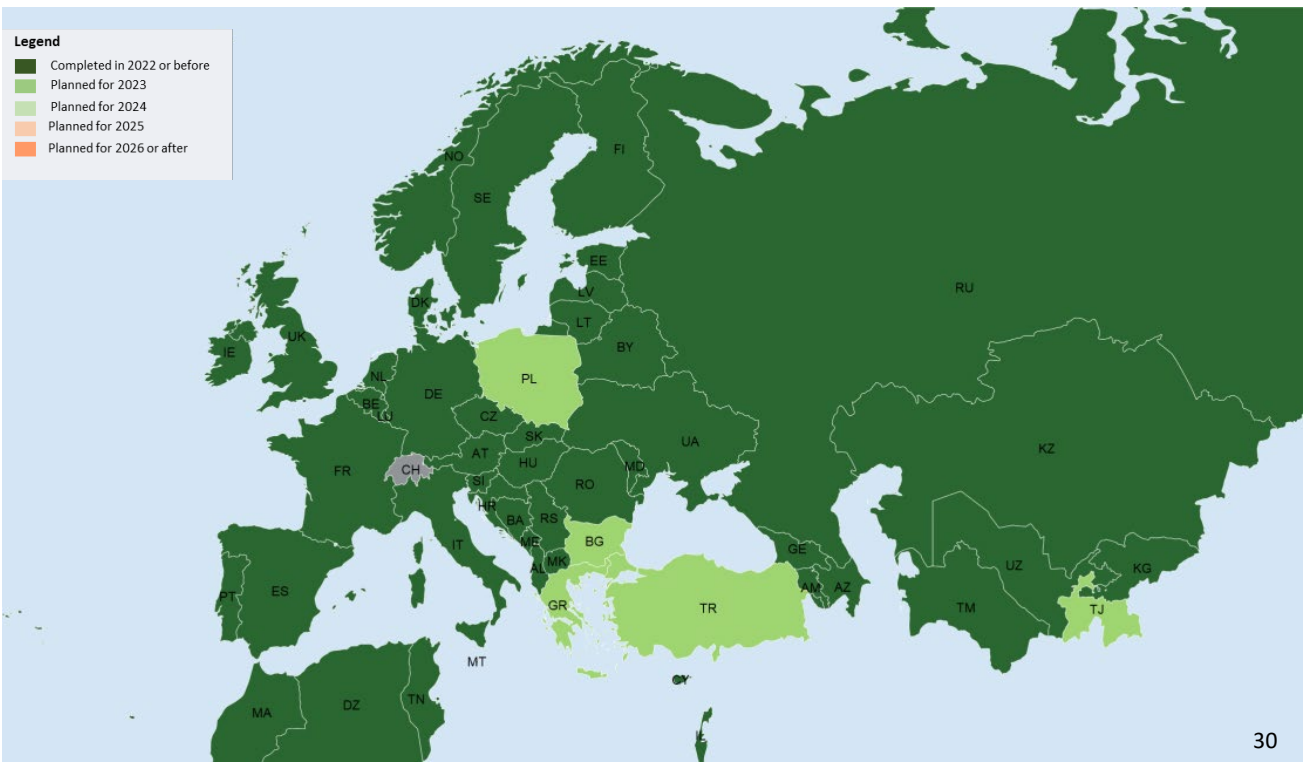 Legend
Completed in 2022 or before
Planned for 2023
Planned for 2024
Planned for 2025
Planned for 2026 or after
NO
FI
SE
EE
RU
LV
DK
LT
UK
BY
IE
NL
PL
DE
BE
LU
CZ
SK
UA
KZ
AT
HU
MD
FR
CH
SI
RO
HR
BA
RS
IT
ME
BG
GE
MK
UZ
KG
AL
AM
AZ
PT
ES
GR
TR
TM
TJ
MT
CY
MA
DZ
TN
IL
30